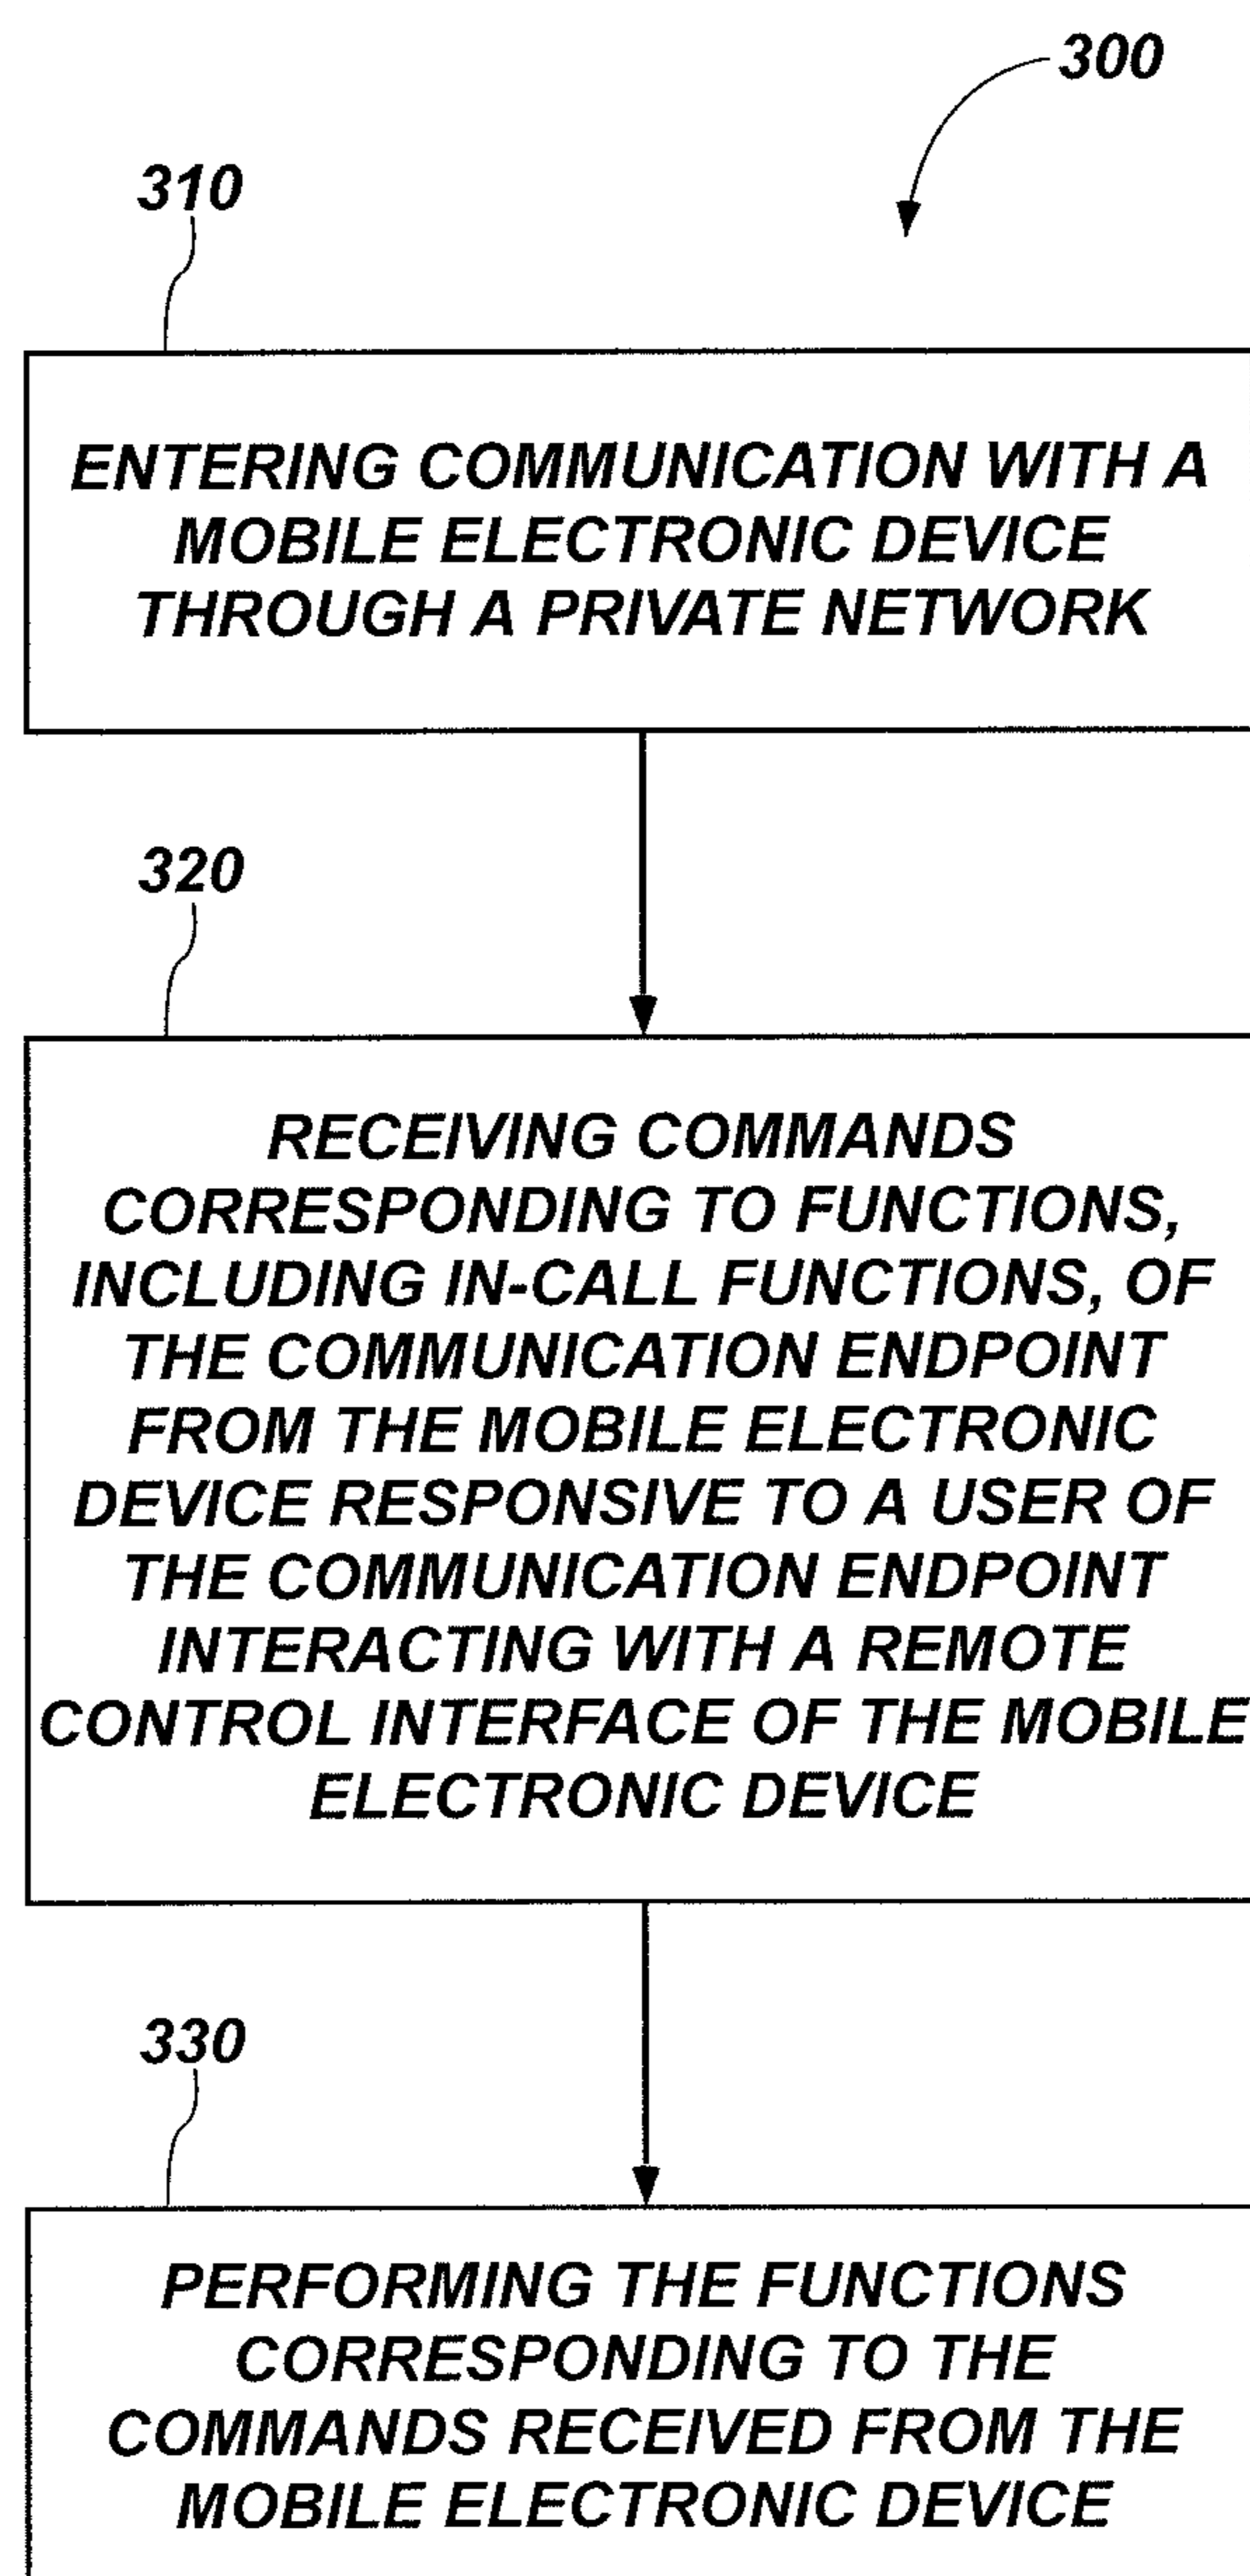 300
310
ENTERING COMMUNICATION WITH A
MOBILE ELECTRONIC DEVICE
THROUGH A PRIVATE NETWORK
320
RECEIVING COMMANDS
CORRESPONDING TO FUNCTIONS,
INCLUDING IN-CALL FUNCTIONS, OF
THE COMMUNICATION ENDPOINT
FROM THE MOBILE ELECTRONIC
DEVICE RESPONSIVE TO A USER OF
THE COMMUNICATION ENDPOINT
INTERACTING WITH A REMOTE
CONTROL INTERFACE OF THE MOBILE
ELECTRONIC DEVICE
330
PERFORMING THE FUNCTIONS
CORRESPONDING TO THE
COMMANDS RECEIVED FROM THE
MOBILE ELECTRONIC DEVICE